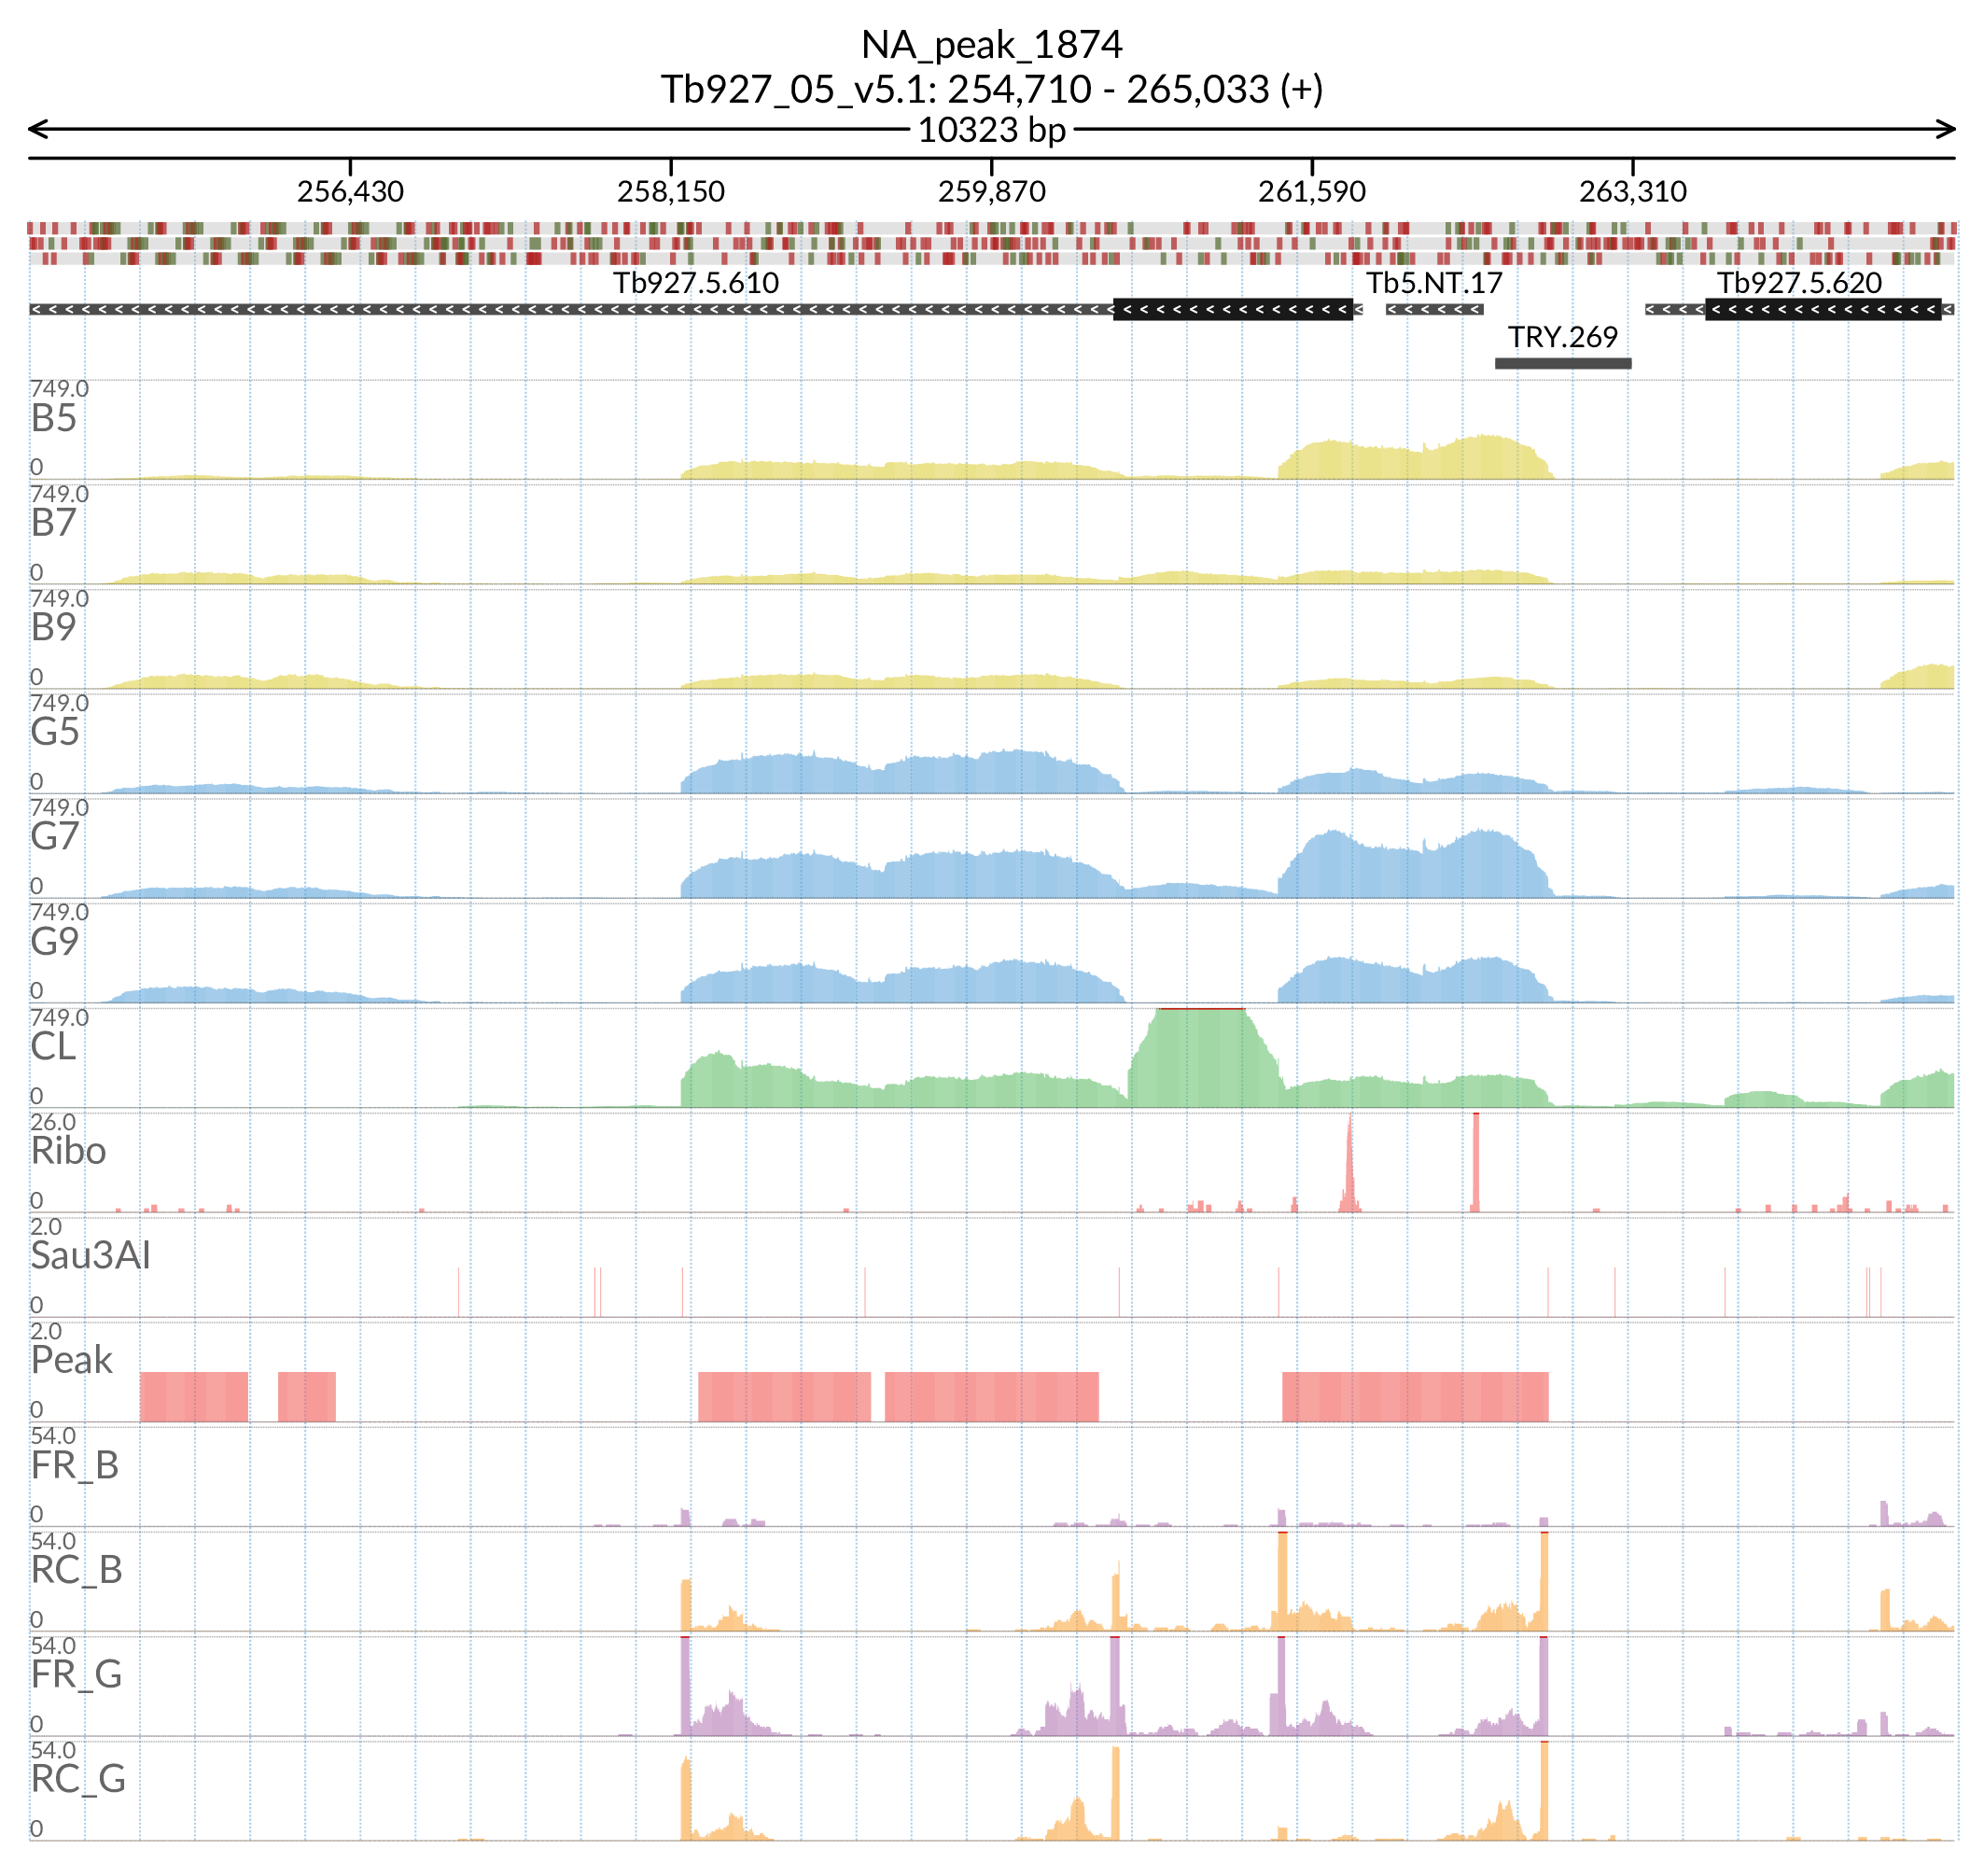 NA_peak_1874
Tb927_05_v5.1: 254,710 - 265,033 (+)
10323 bp
256,430 258,150 259,870 261,590 263,310
Tb927.5.610 Tb5.NT.17 Tb927.5.620
TRY.269
749.0
B5
0
749.0
B7
0
749.0
B9
0
749.0
G5
0
749.0
G7
0
749.0
G9
0
749.0
CL
0
26.0
Ribo
0
2.0
Sau3AI
0
2.0
Peak
0
54.0
FR_B
0
54.0
RC_B
0
54.0
FR_G
0
54.0
RC_G
0